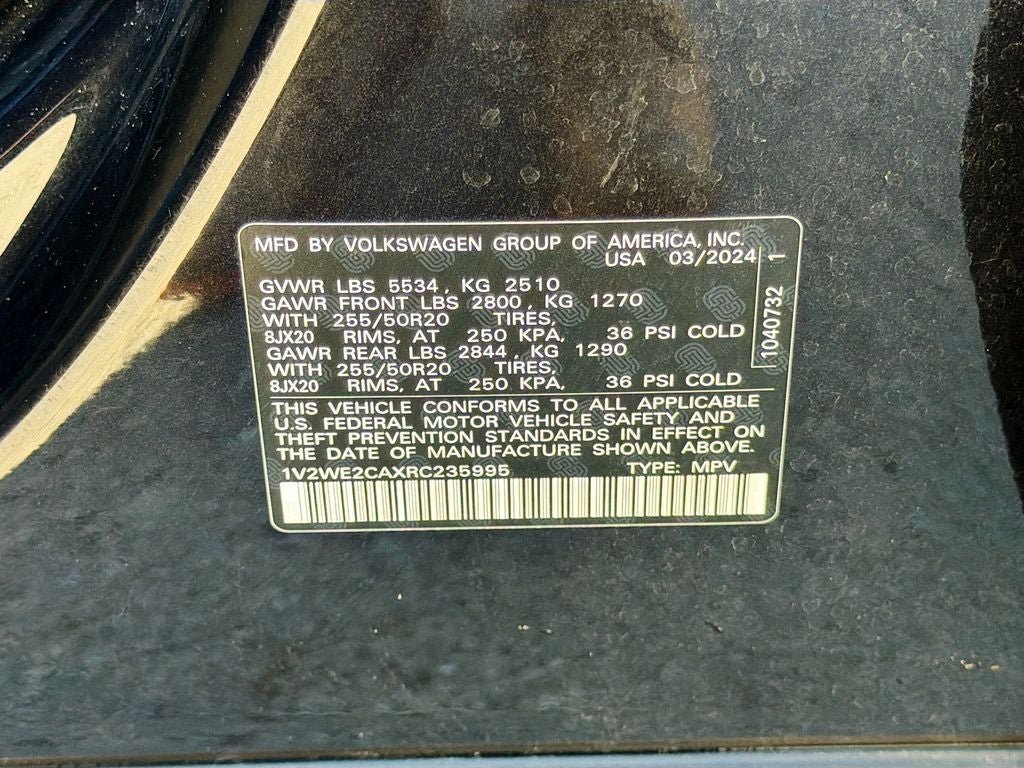 MFD BY VOLKSWAGEN GROUP OF AMERICA, INC.
USA 03/2024
GVWR LBS 5534, KG 2510
GAWR FRONT LBS 2800, KG 1270
WITH 255/50R20 TIRES,
8JX20 RIMS, AT 250 KPA, 36 PSI COLD
GAWR REAR LBS 2844, KG 1290
WITH 255/50R20 TIRES,
8JX20 RIMS, AT 250 KPA, 36 PSI COLD
1040732 1
THIS VEHICLE CONFORMS TO ALL APPLICABLE
U.S. FEDERAL MOTOR VEHICLE SAFETY AND
THEFT PREVENTION STANDARDS IN EFFECT ON
THE DATE OF MANUFACTURE SHOWN ABOVE.
1V2WE2CAXRC235995 TYPE: MPV